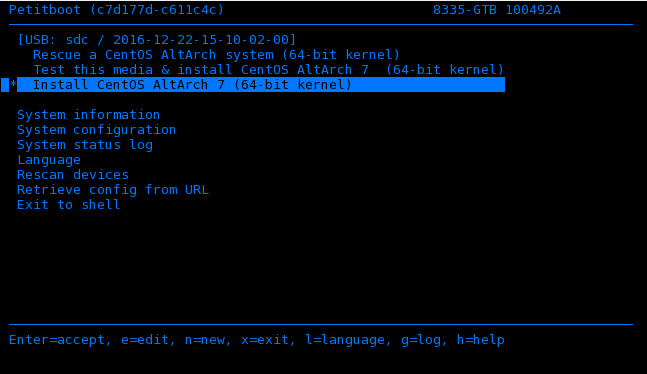 Petitboot (c7d177d-c611c4c) 8335-GTB 100492A
[USB: sdc / 2016-12-22-15-10-02-00]
Rescue a CentOS AltArch system (64-bit kernel)
Test this media & install CentOS AltArch 7  (64-bit kernel)
* Install CentOS AltArch 7 (64-bit kernel)
System information
System configuration
System status log
Language
Rescan devices
Retrieve config from URL
Exit to shell
Enter=accept, e=edit, n=new, x=exit, l=language, g=log, h=help